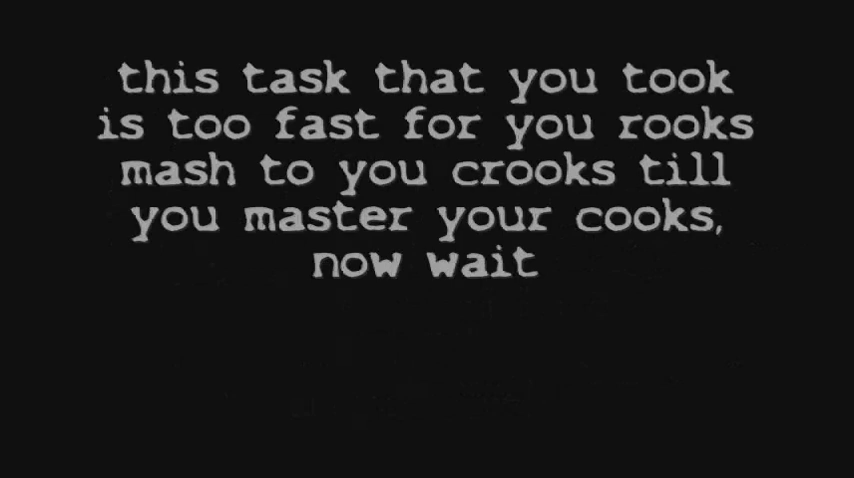 this task that you took
is too fast for you rooks
mash to you crooks till
you master your cooks,
now wait